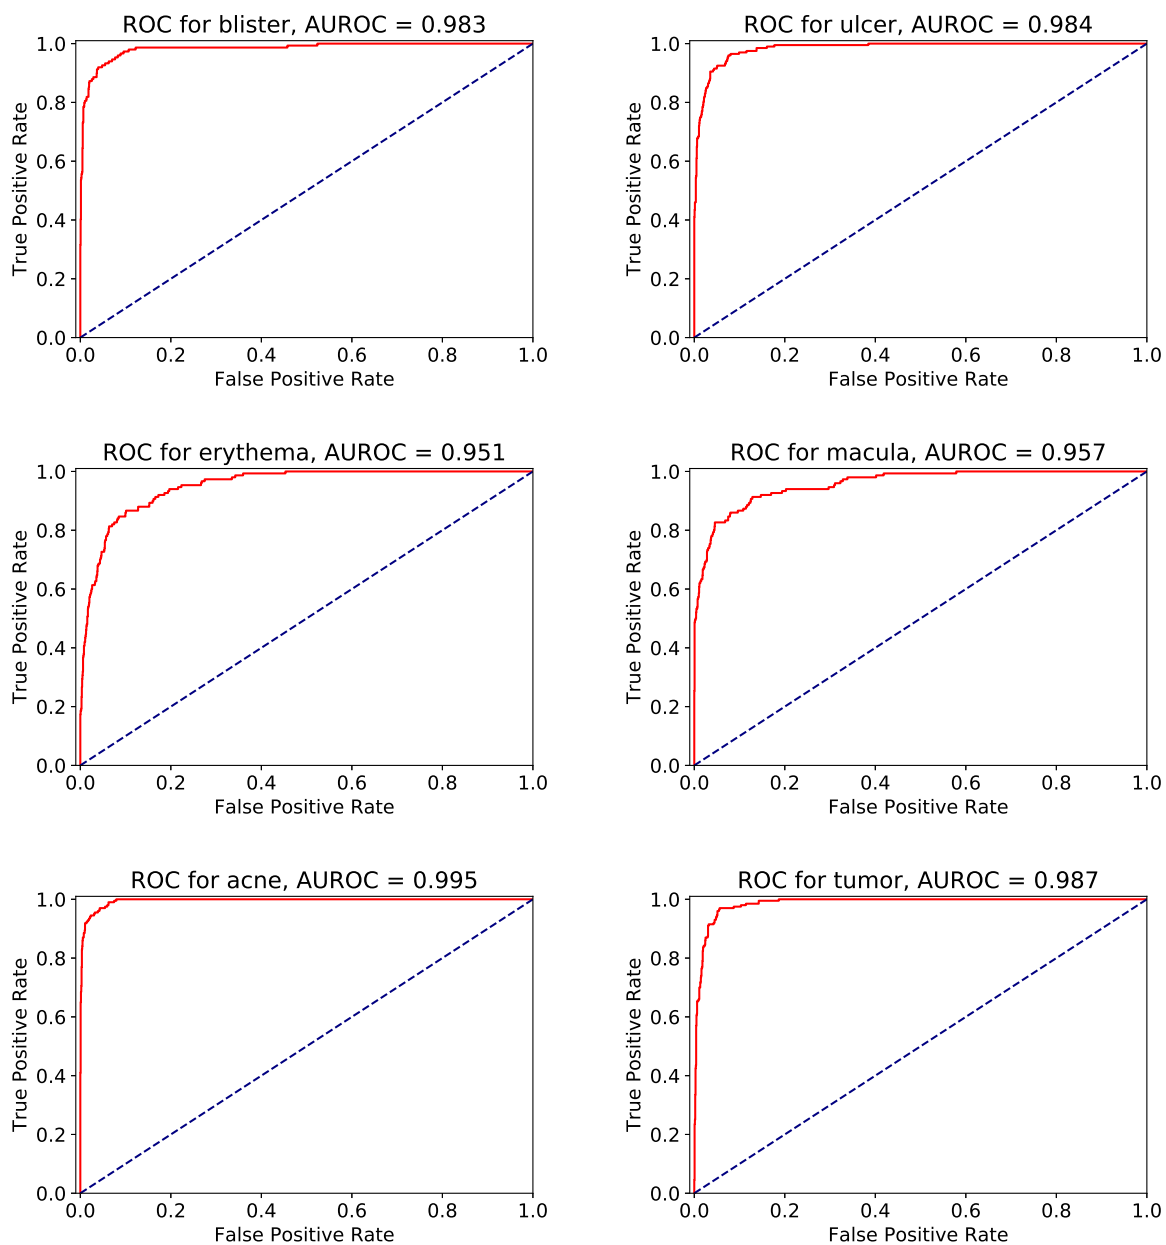 ROC for blister, AUROC = 0.983
1.0
0.8
0.6
0.4
0.2
0.0
True Positive Rate
0.0 0.2 0.4 0.6 0.8 1.0
False Positive Rate
ROC for ulcer, AUROC = 0.984
1.0
0.8
0.6
0.4
0.2
0.0
True Positive Rate
0.0 0.2 0.4 0.6 0.8 1.0
False Positive Rate
ROC for erythema, AUROC = 0.951
1.0
0.8
0.6
0.4
0.2
0.0
True Positive Rate
0.0 0.2 0.4 0.6 0.8 1.0
False Positive Rate
ROC for macula, AUROC = 0.957
1.0
0.8
0.6
0.4
0.2
0.0
True Positive Rate
0.0 0.2 0.4 0.6 0.8 1.0
False Positive Rate
ROC for acne, AUROC = 0.995
1.0
0.8
0.6
0.4
0.2
0.0
True Positive Rate
0.0 0.2 0.4 0.6 0.8 1.0
False Positive Rate
ROC for tumor, AUROC = 0.987
1.0
0.8
0.6
0.4
0.2
0.0
True Positive Rate
0.0 0.2 0.4 0.6 0.8 1.0
False Positive Rate